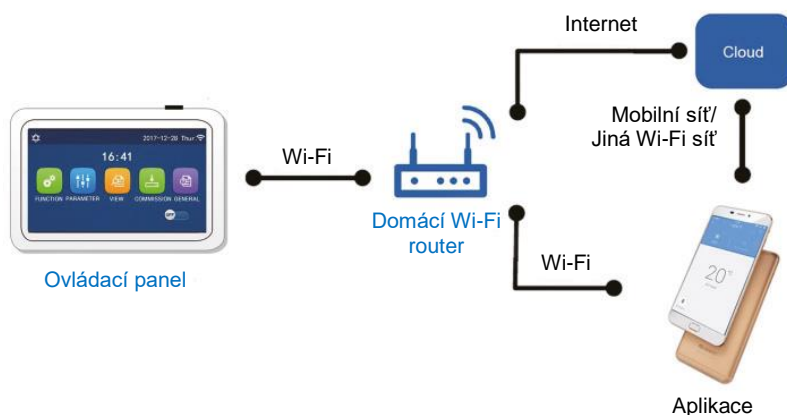 Internet
Cloud
Mobilní síť/
Jiná Wi-Fi síť
2017-12-28 Thur.
16:41
Wi-Fi
FUNCTION PARAMETER VIEW COMMISSION GENERAL
OFF
Domácí Wi-Fi
router
Wi-Fi
Ovládací panel
20°
Aplikace